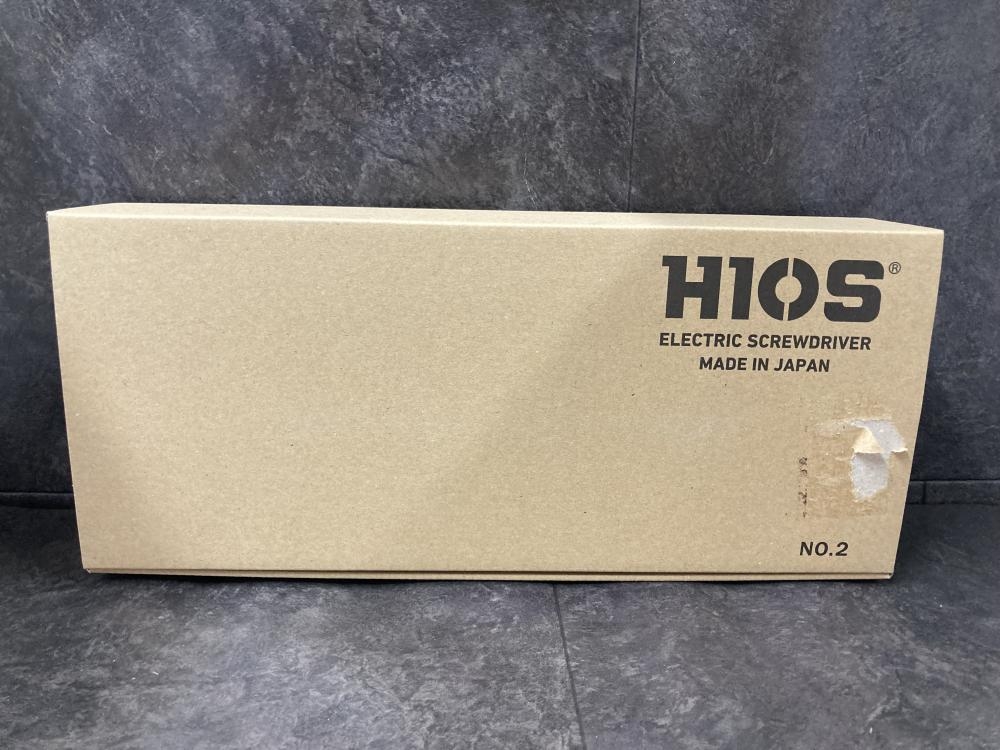 HIOS®
ELECTRIC SCREWDRIVER
MADE IN JAPAN
NO.2